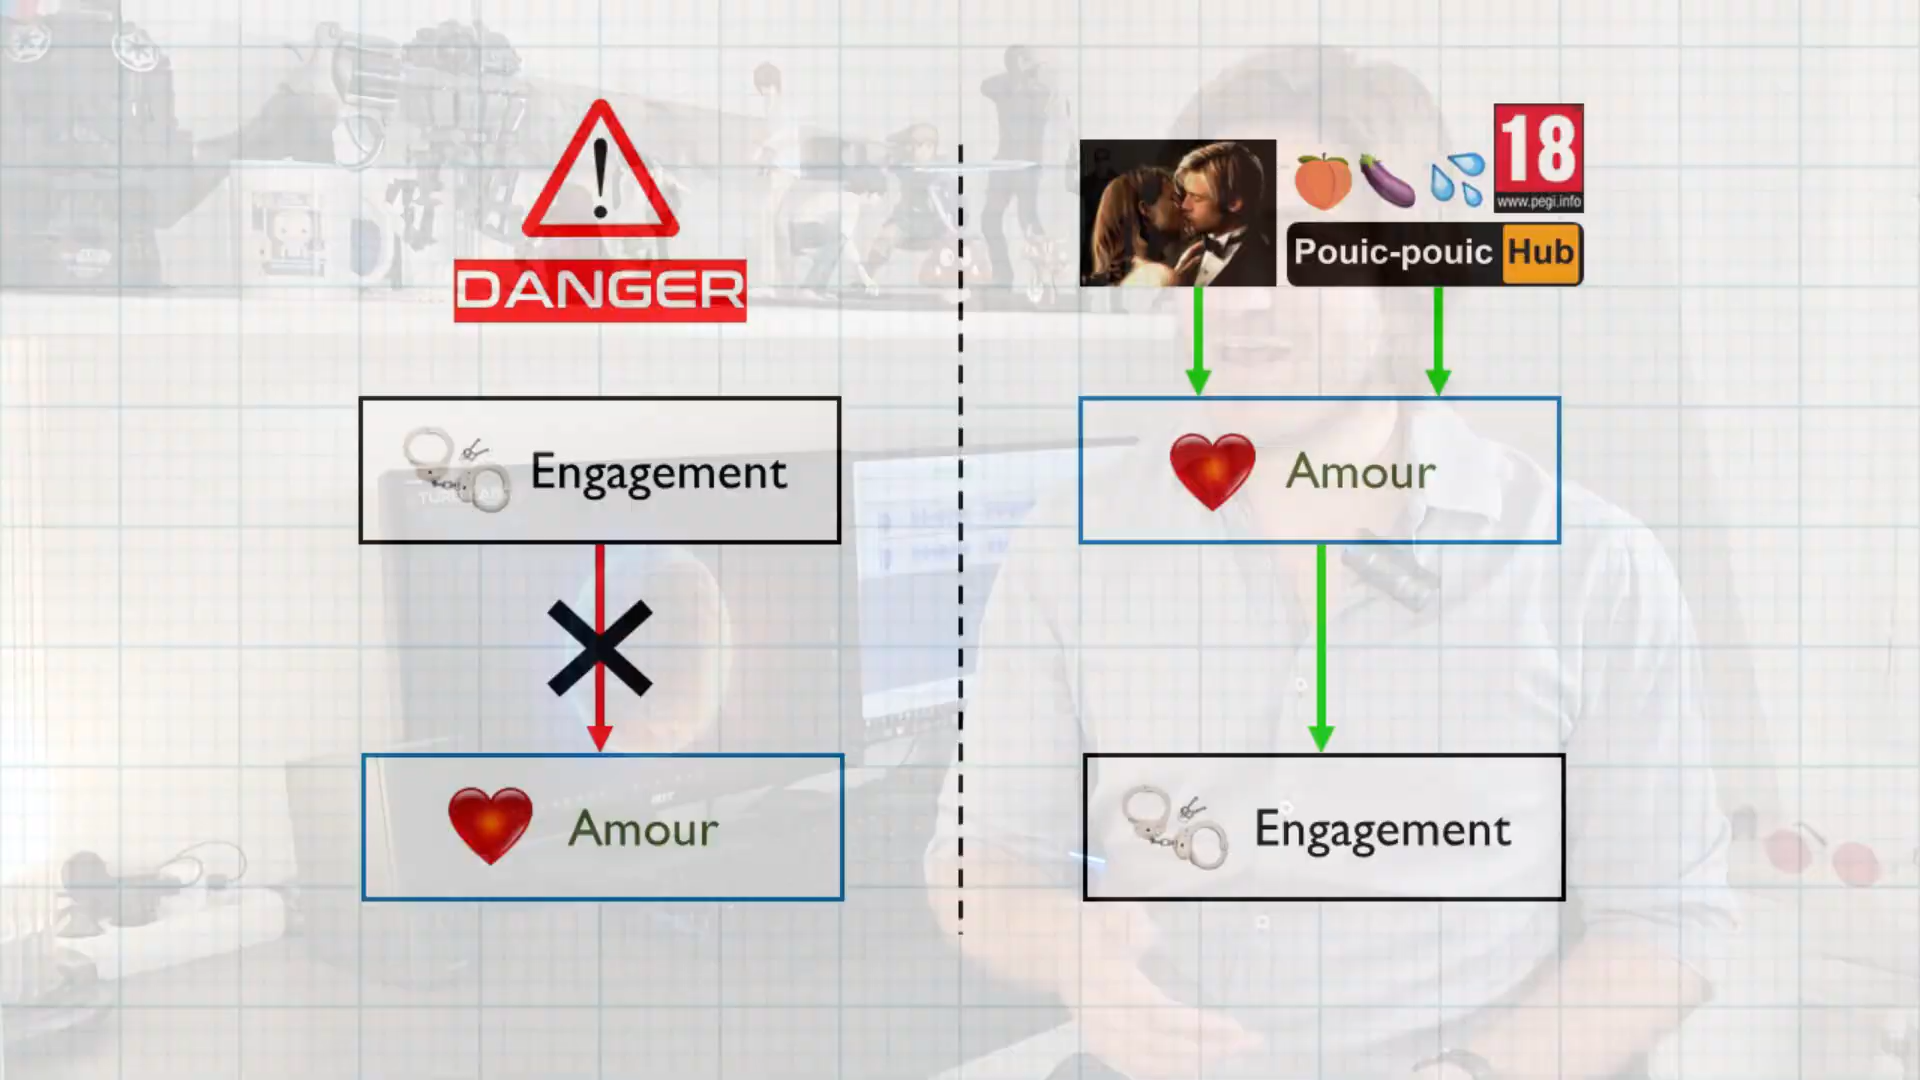 DANGER
Engagement
Amour
18
www.pegi.info
Pouic-pouic Hub
Amour
Engagement